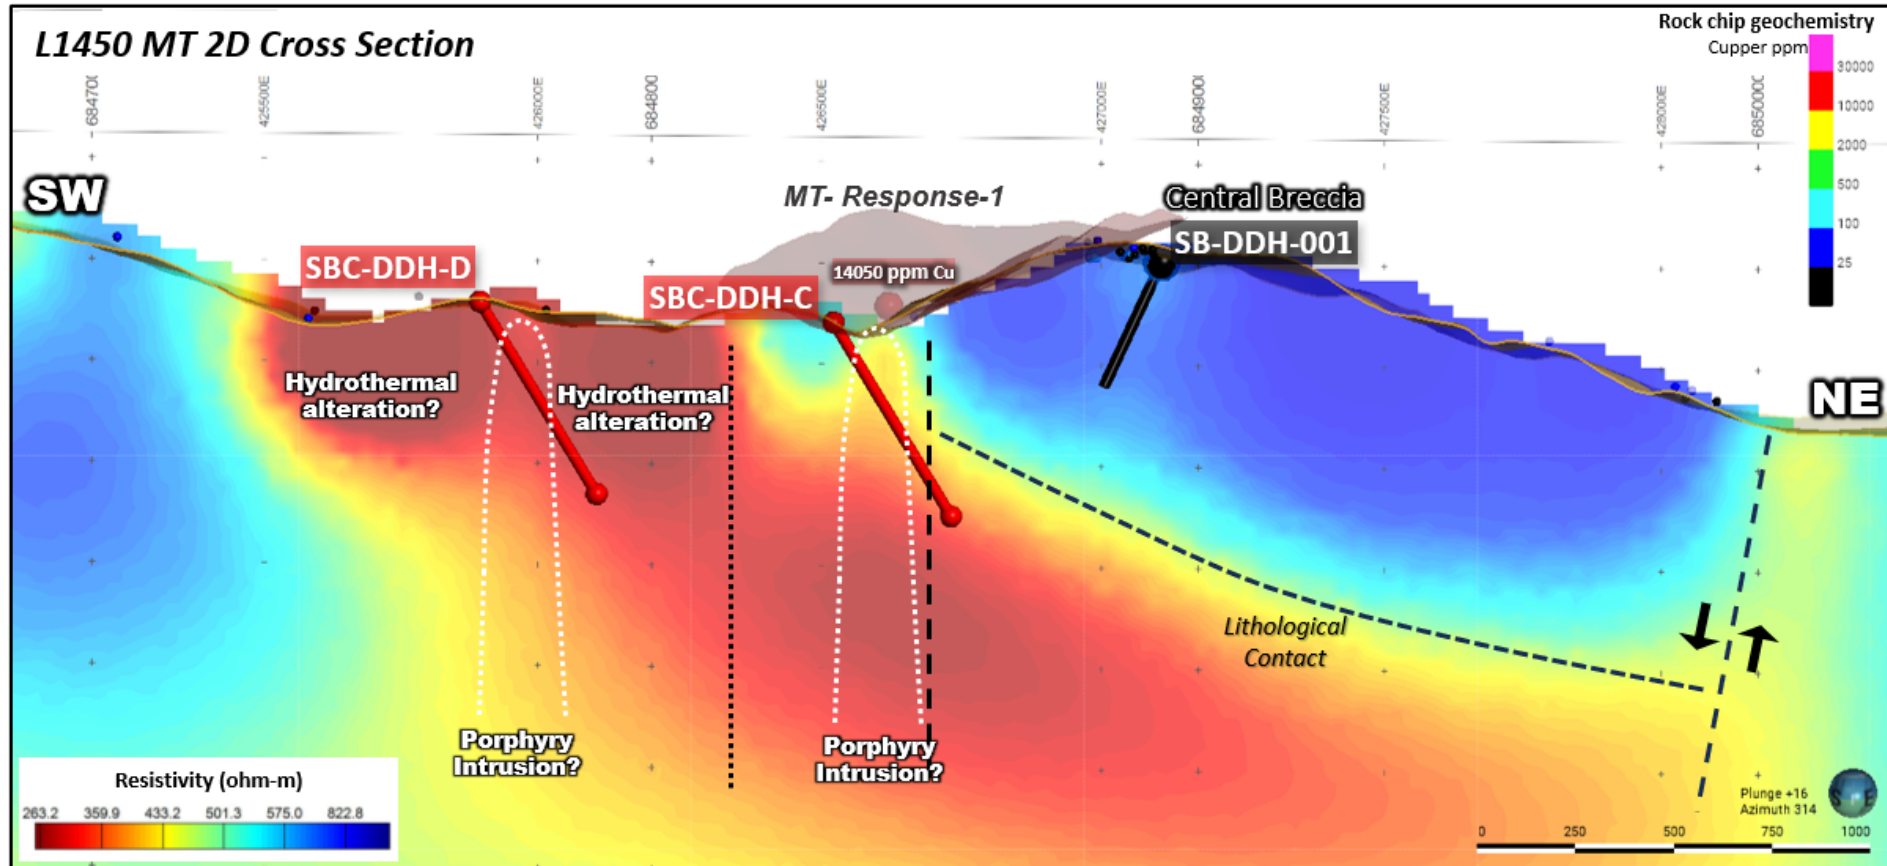 L1450 MT 2D Cross Section
Rock chip geochemistry
Cupper ppm
30000
10000
2000
500
100
25
684700
425500E
426000E
684800
426500E
427000E
684900
427500E
428000E
6850000
SW
MT- Response-1
Central Breccia
SB-DDH-001
SBC-DDH-D
SBC-DDH-C
14050 ppm Cu
NE
Hydrothermal
alteration?
Hydrothermal
alteration?
Lithological
Contact
Porphyry
Intrusion?
Porphyry
Intrusion?
Resistivity (ohm-m)
263.2 359.9 433.2 501.3 575.0 822.8
Plunge +16
Azimuth 314
0 250 500 750 1000